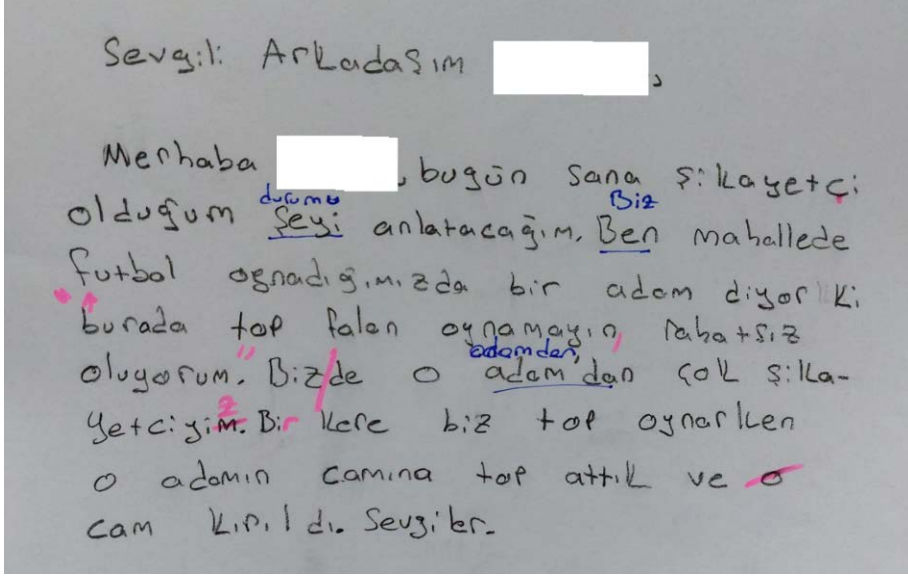 Sevgili Arkadaşım ,
Merhaba , bugün sana şikayetçi
durumu Biz
olduğum şeyi anlatacağım. Ben mahallede
futbol oynadığımızda bir adam diyor ki
" burada top falan oynamayın, rahatsız
adamdan,
oluyorum." Biz/de o adam'dan çok şika-
z
yetciyim. Bir kere biz top oynarken
o adamın camına top attık ve o
cam kırıldı. Sevgiler.